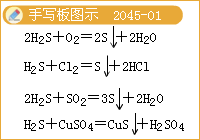 手写板图示 2045-01
2H₂S+O₂=2S↓+2H₂O
H₂S+Cl₂=S↓+2HCl
2H₂S+SO₂=3S↓+2H₂O
H₂S+CuSO₄=CuS↓+H₂SO₄